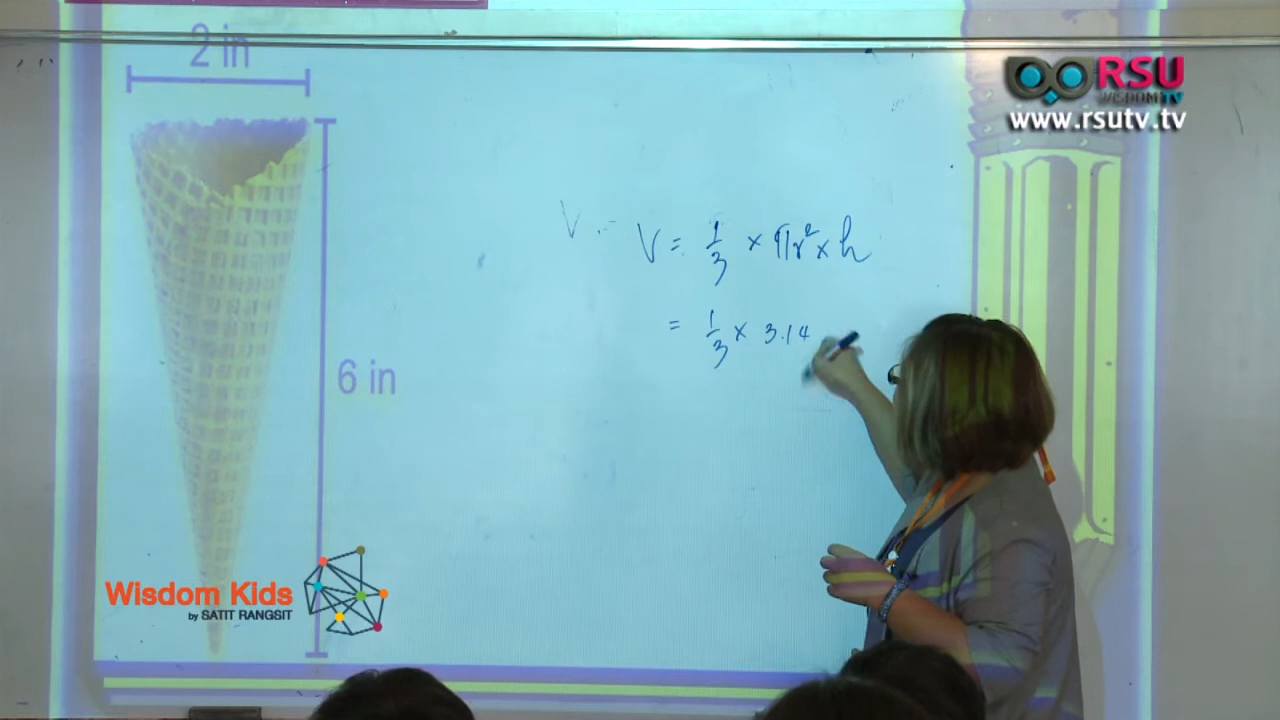 2 in
RSU
WISDOM TV
www.rsutv.tv
V
V = 1/3 × πr² × h
= 1/3 × 3.14
6 in
Wisdom Kids
by SATIT RANGSIT